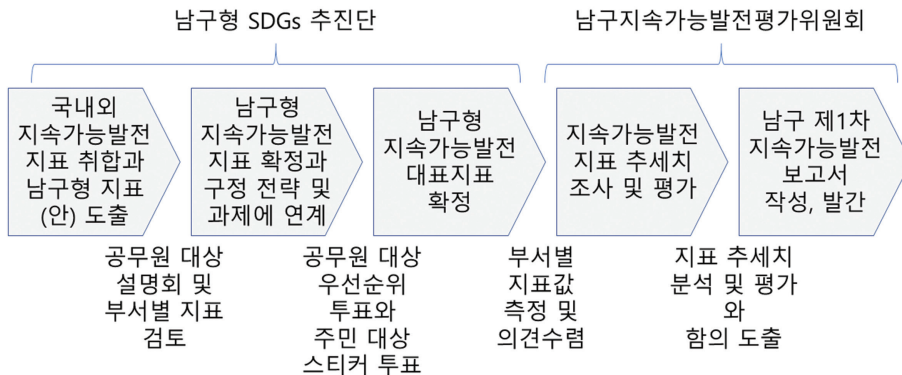 남구형 SDGs 추진단
남구지속가능발전평가위원회
국내외
지속가능발전
지표 취합과
남구형 지표
(안) 도출
남구형
지속가능발전
지표 확정과
구정 전략 및
과제에 연계
남구형
지속가능발전
대표지표
확정
지속가능발전
지표 추세치
조사 및 평가
남구 제1차
지속가능발전
보고서
작성, 발간
공무원 대상
설명회 및
부서별 지표
검토
공무원 대상
우선순위
투표와
주민 대상
스티커 투표
부서별
지표값
측정 및
의견수렴
지표 추세치
분석 및 평가
와
함의 도출